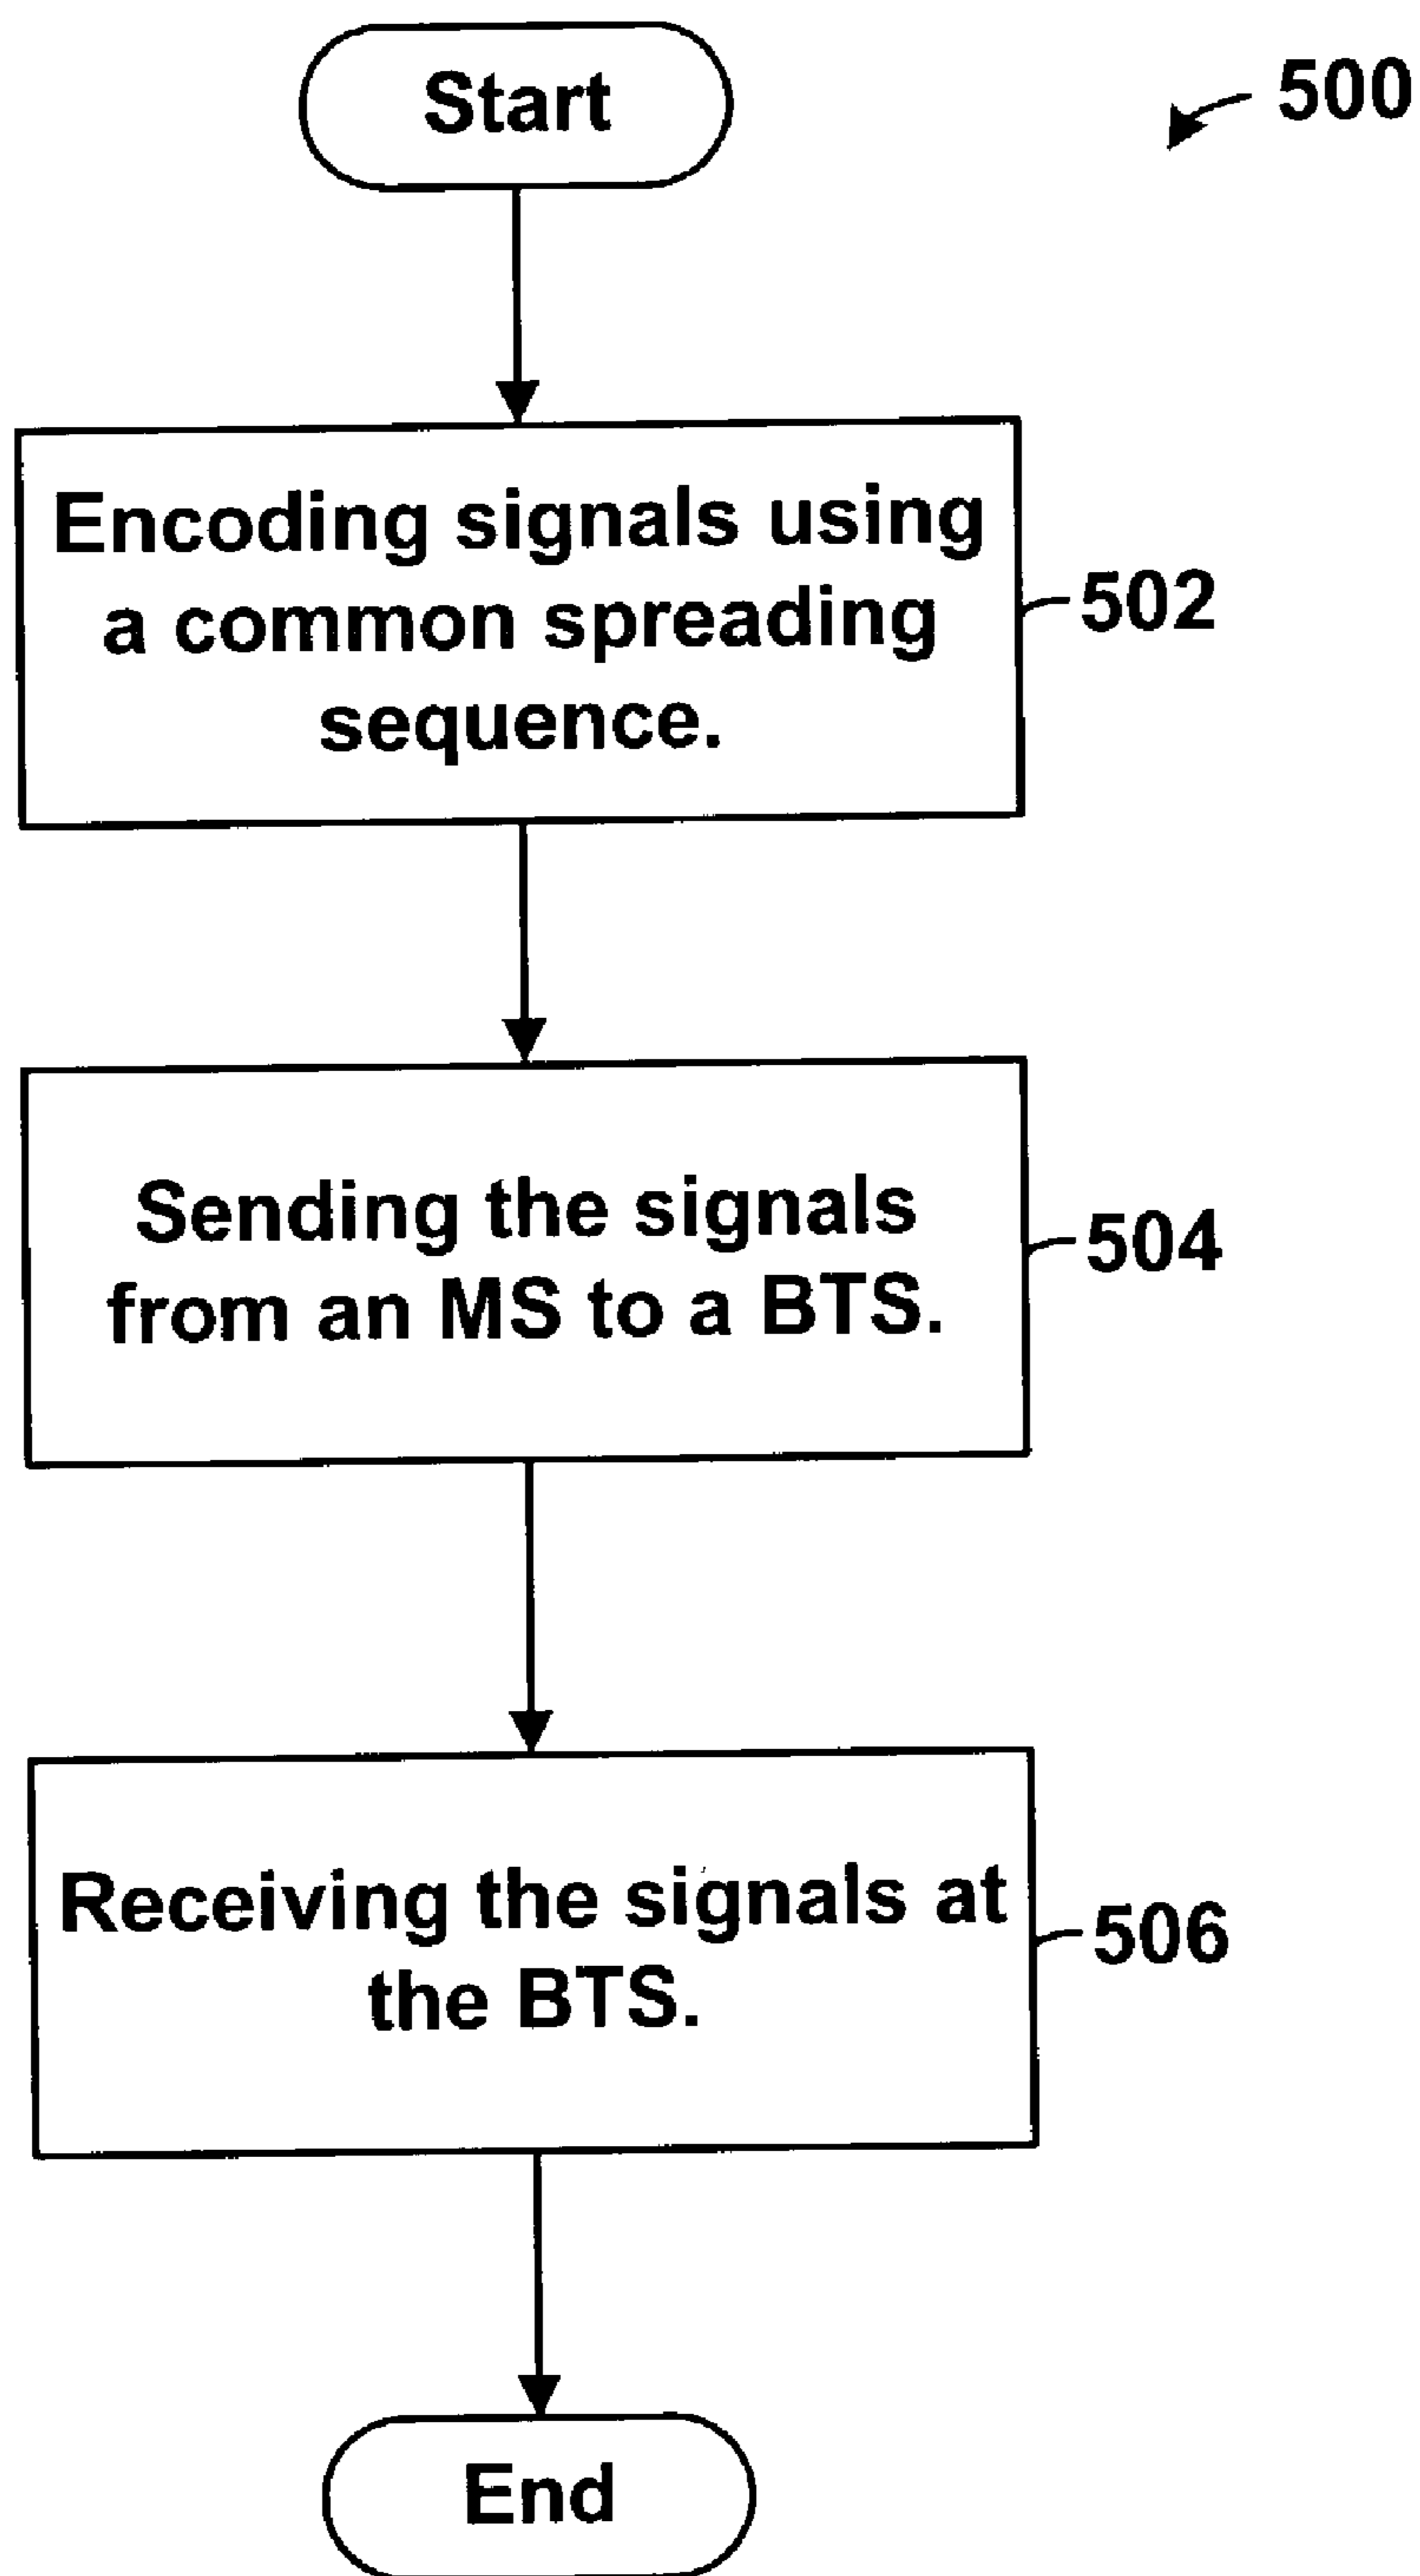 Start
500
Encoding signals using
a common spreading
sequence.
502
Sending the signals
from an MS to a BTS.
504
Receiving the signals at
the BTS.
506
End